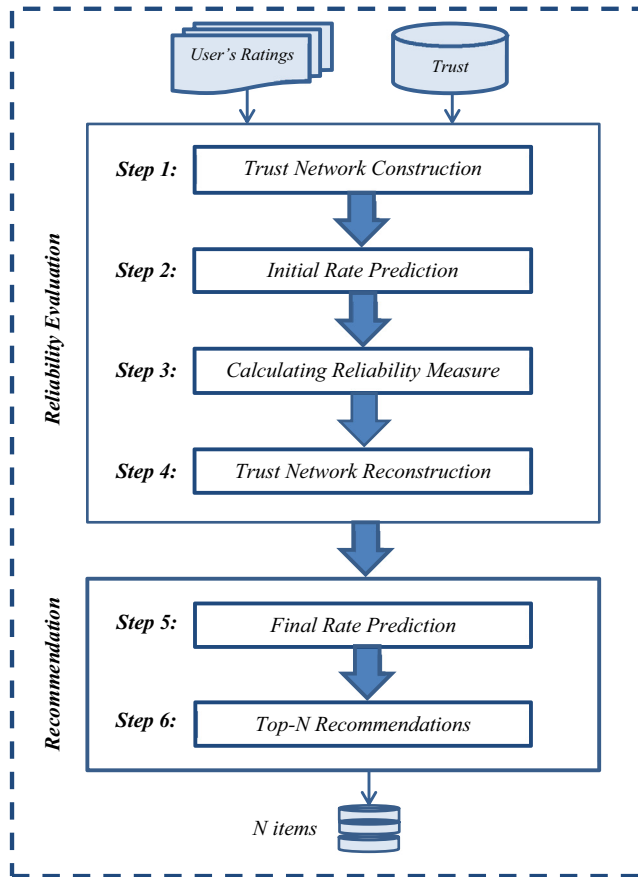 User's Ratings
Trust
Reliability Evaluation
Step 1: Trust Network Construction
Step 2: Initial Rate Prediction
Step 3: Calculating Reliability Measure
Step 4: Trust Network Reconstruction
Recommendation
Step 5: Final Rate Prediction
Step 6: Top-N Recommendations
N items